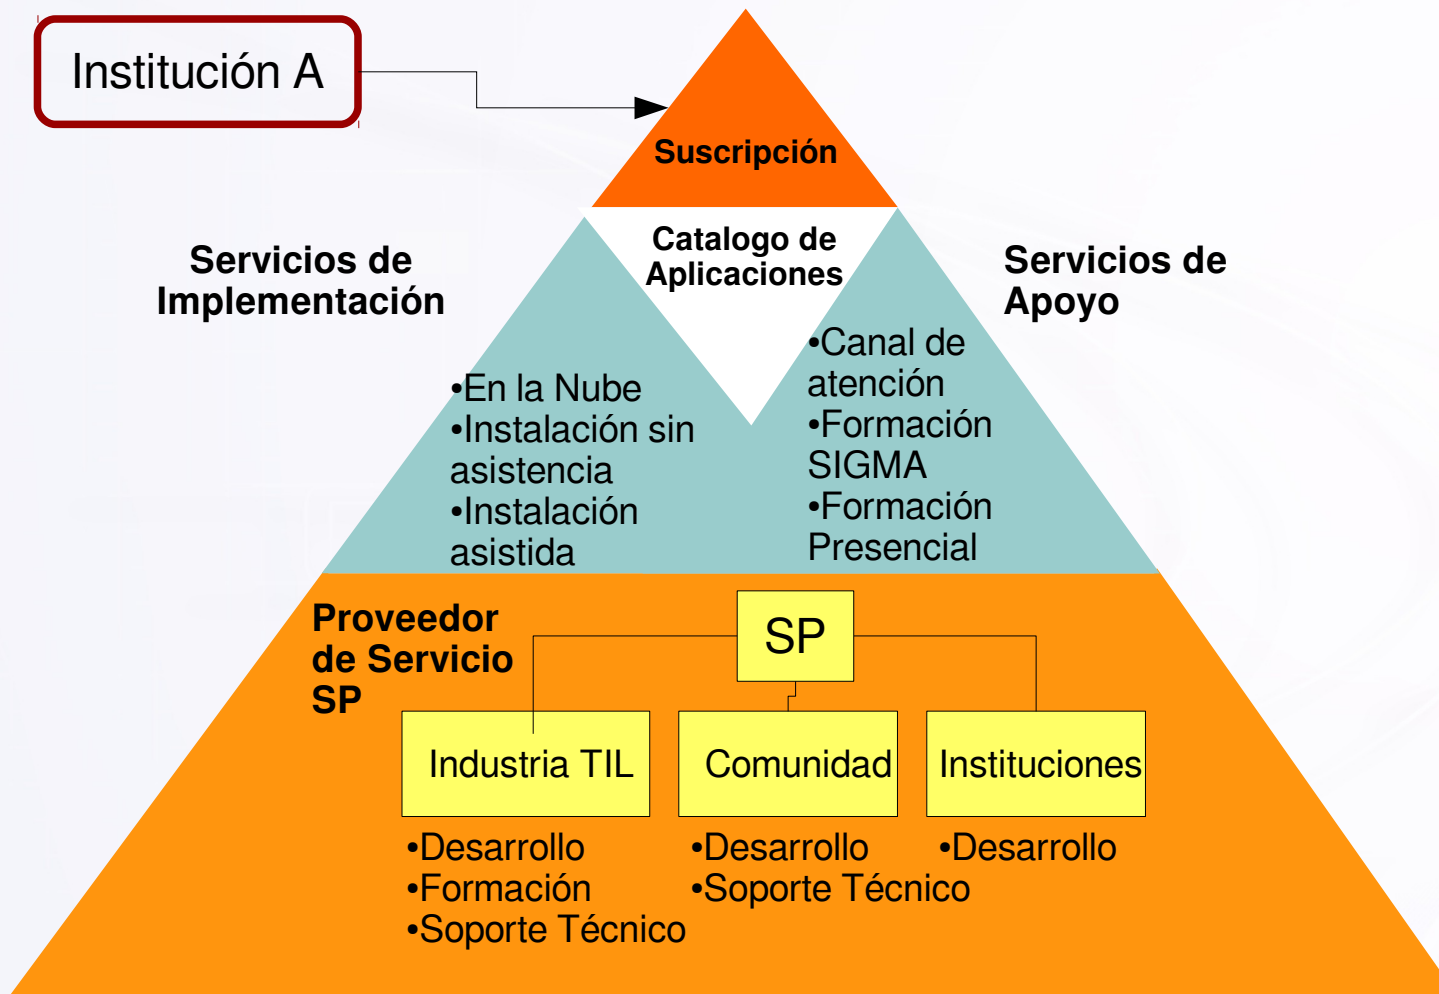 Institución A
Suscripción
Catalogo de
Aplicaciones
Servicios de
Implementación
Servicios de
Apoyo
•En la Nube
•Instalación sin
asistencia
•Instalación
asistida
•Canal de
atención
•Formación
SIGMA
•Formación
Presencial
Proveedor
de Servicio
SP
SP
Industria TIL
Comunidad
Instituciones
•Desarrollo
•Formación
•Soporte Técnico
•Desarrollo
•Soporte Técnico
•Desarrollo